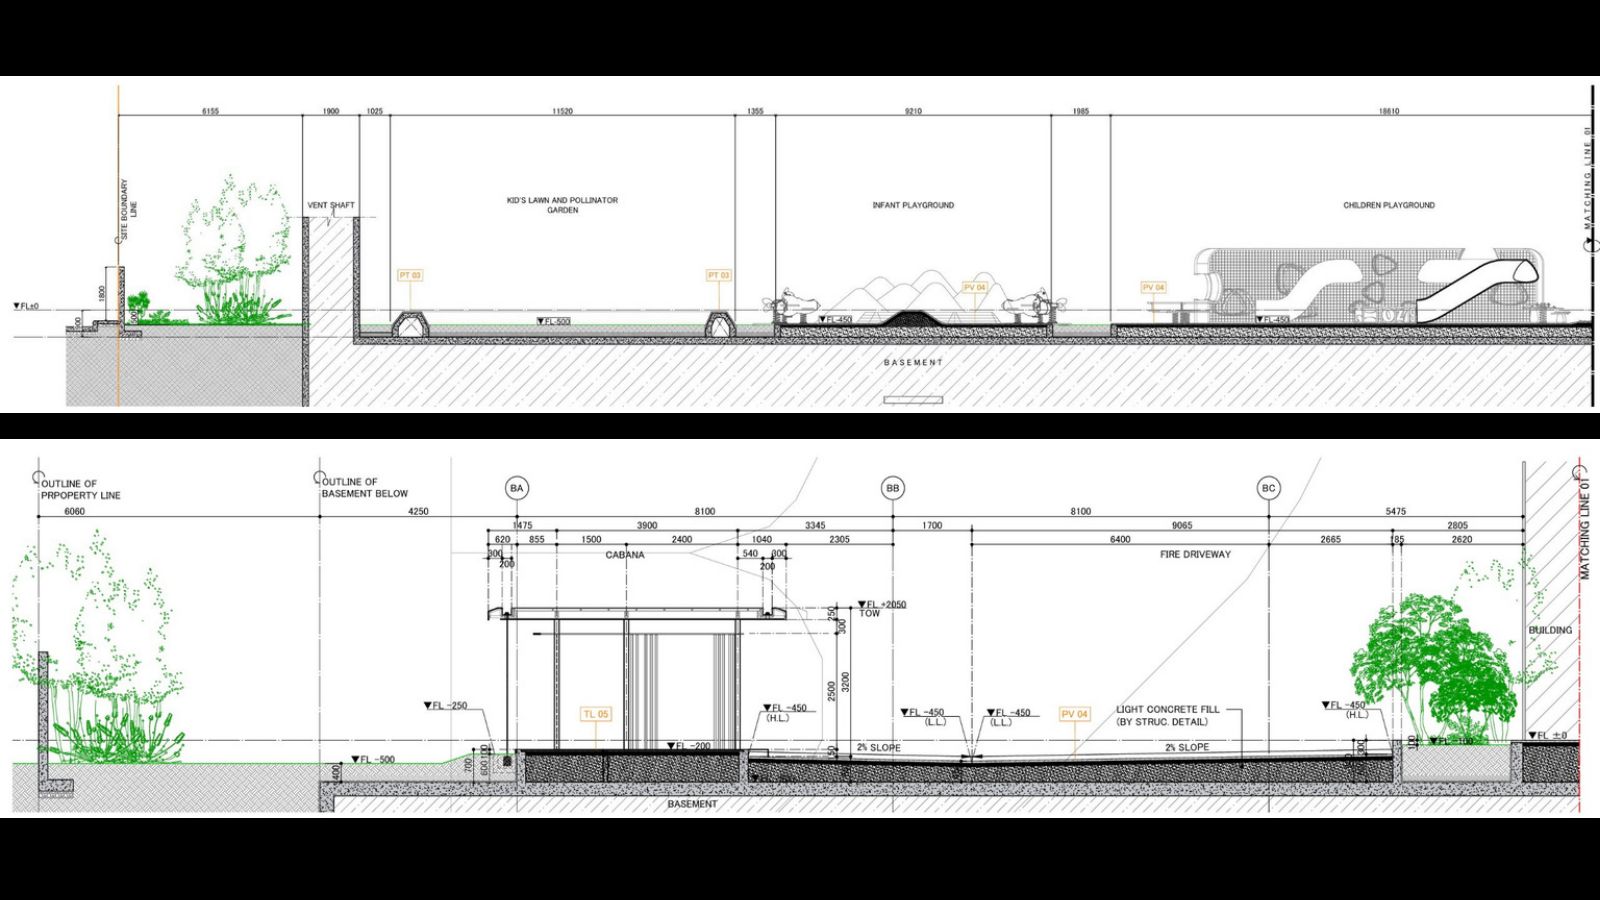 6155
1900
1025
11520
1355
9210
1985
18610
SITE BOUNDARY
LINE
VENT SHAFT
KID'S LAWN AND POLLINATOR
GARDEN
INFANT PLAYGROUND
CHILDREN PLAYGROUND
MATCHING LINE 01
PT 03
PT 03
PV 04
PV 04
1800
FL±0
FL-500
FL-450
FL-450
BASEMENT
OUTLINE OF
PRPOPERTY LINE
OUTLINE OF
BASEMENT BELOW
BA
BB
BC
6060
4250
8100
8100
5475
1475
3900
3345
1700
9065
2805
620
855
1500
2400
1040
2305
6400
2665
185
2620
300
200
CABANA
540
300
200
FIRE DRIVEWAY
MATCHING LINE 01
FL +2050
TOW
250
300
2500
3200
BUILDING
FL -250
TL 05
FL -450
(H.L.)
FL -450
(L.L.)
FL -450
(L.L.)
PV 04
LIGHT CONCRETE FILL
(BY STRUC. DETAIL)
FL -450
(H.L.)
FL ±0
FL -200
2% SLOPE
2% SLOPE
FL -500
400
700
600
100
BASEMENT